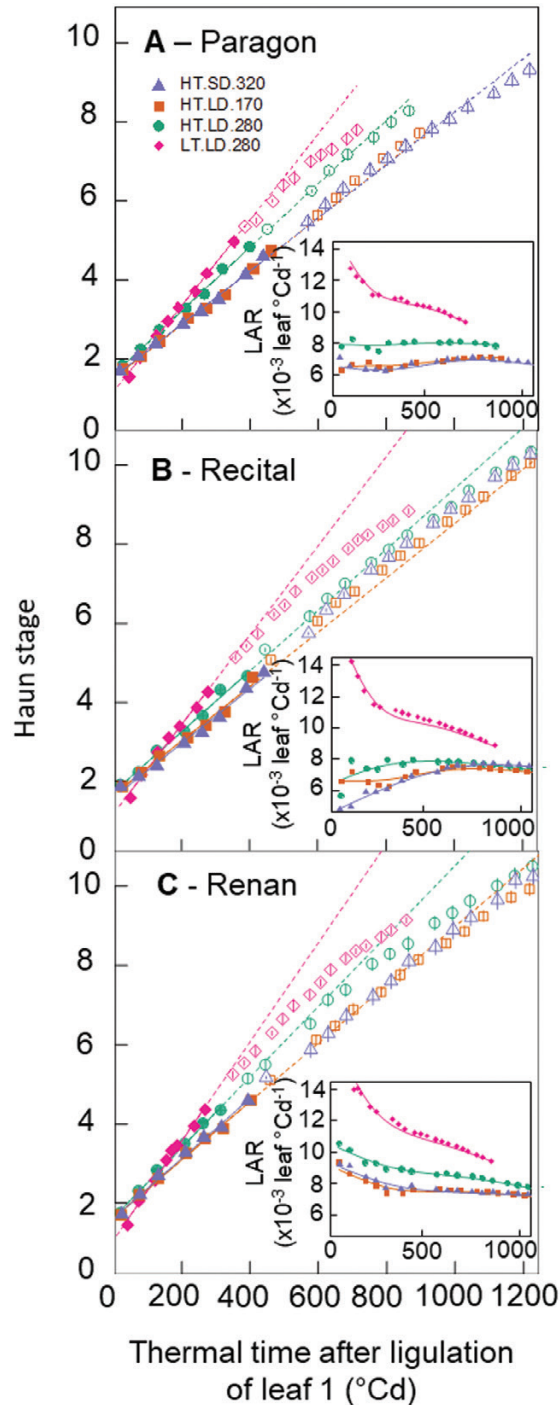 10
A – Paragon
HT.SD.320
HT.LD.170
HT.LD.280
LT.LD.280
8
6
4
2
0
14
12
10
8
6
0 500 1000
LAR
(x10-3 leaf °Cd-1)
10
B - Recital
8
6
4
2
0
14
12
10
8
6
0 500 1000
LAR
(x10-3 leaf °Cd-1)
Haun stage
10
C - Renan
8
6
4
2
0
14
12
10
8
6
0 500 1000
LAR
(x10-3 leaf °Cd-1)
0 200 400 600 800 1000 1200
Thermal time after ligulation
of leaf 1 (°Cd)